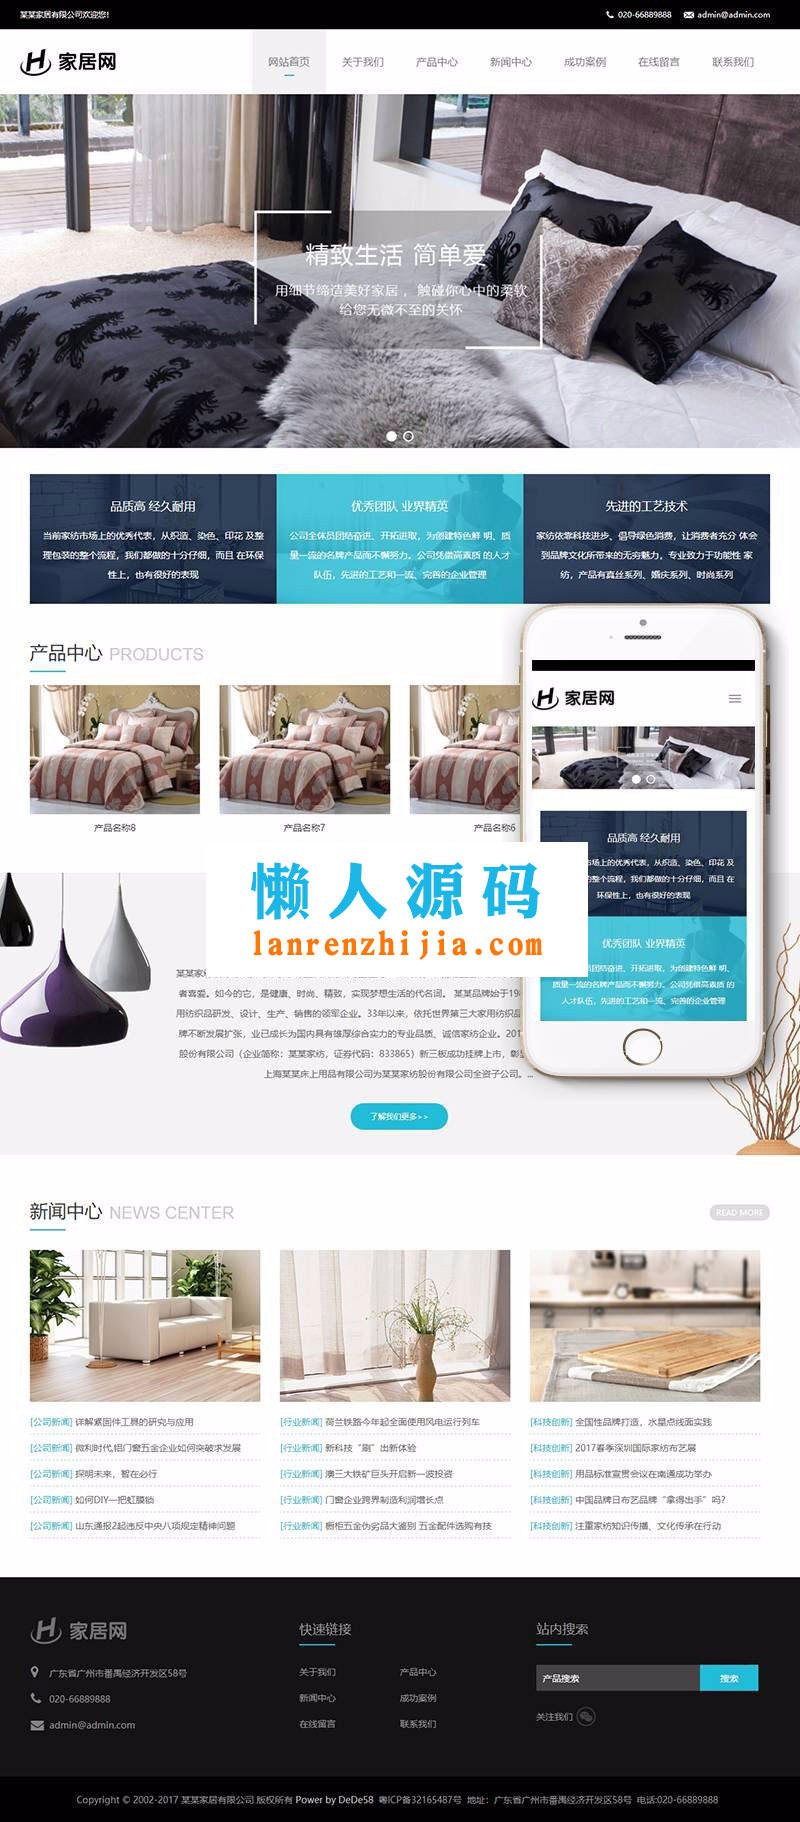 某某家居有限公司欢迎您!
020-66889888 admin@admin.com
家居网
网站首页 关于我们 产品中心 新闻中心 成功案例 在线留言 联系我们
精致生活 简单爱
用细节缔造美好家居 ，触碰你心中的柔软
给您无微不至的关怀
品质高 经久耐用
当前家纺市场上的优秀代表，从织造、染色、印花 及整
理包装的整个流程，我们都做的十分仔细，而且 在环保
性上，也有很好的表现
优秀团队 业界精英
公司全体员团结奋进、开拓进取，为创建特色鲜 明、质
量一流的名牌产品而不懈努力。公司凭借高素质 的人才
队伍，先进的工艺和一流、完善的企业管理
先进的工艺技术
家纺依靠科技进步、倡导绿色消费，让消费者充分 体会
到品牌文化所带来的无穷魅力，专业致力于功能性 家
纺，产品有真丝系列、婚庆系列、时尚系列
产品中心 PRODUCTS
产品名称8
产品名称7
产品名称6
家居网
品质高 经久耐用
市场上的优秀代表，从织造、染色、印花 及
的整个流程，我们都做的十分仔细，而且 在
环保性上，也有很好的表现
优秀团队 业界精英
员团结奋进、开拓进取，为创建特色鲜 明、
质量一流的名牌产品而不懈努力。公司凭借高素质 的
人才队伍，先进的工艺和一流、完善的企业管理
懒人源码
lanrenzhijia.com
某某家
者喜爱。如今的它，是健康、时尚、精致，实现梦想生活的代名词。 某某品牌始于198
用纺织品研发、设计、生产、销售的领军企业。33年以来，依托世界第三大家用纺织品
牌不断发展扩张，业已成长为国内具有雄厚综合实力的专业品质、诚信家纺企业。201
股份有限公司（企业简称：某某家纺，证券代码：833865）新三板成功挂牌上市，彰
上海某某床上用品有限公司为某某家纺股份有限公司全资子公司。...
了解我们更多>>
新闻中心 NEWS CENTER
READ MORE
[公司新闻] 详解紧固件工具的研究与应用
[公司新闻] 微利时代,铝门窗五金企业如何突破求发展
[公司新闻] 探明未来，智在必行
[公司新闻] 如何DIY一把虹膜锁
[公司新闻] 山东通报2起违反中央八项规定精神问题
[行业新闻] 荷兰铁路今年起全面使用风电运行列车
[行业新闻] 新科技“刷”出新体验
[行业新闻] 澳三大铁矿巨头开启新一波投资
[行业新闻] 门窗企业跨界制造利润增长点
[行业新闻] 橱柜五金伪劣品大鉴别 五金配件选购有技
[科技创新] 全国性品牌打造，水星点线面实践
[科技创新] 2017春季深圳国际家纺布艺展
[科技创新] 用品标准宣贯会议在南通成功举办
[科技创新] 中国品牌日布艺品牌“拿得出手”吗?
[科技创新] 注重家纺知识传播、文化传承在行动
家居网
广东省广州市番禺经济开发区58号
020-66889888
admin@admin.com
快速链接
关于我们 产品中心
新闻中心 成功案例
在线留言 联系我们
站内搜索
产品搜索 搜索
关注我们
Copyright © 2002-2017 某某家居有限公司 版权所有 Power by DeDe58 粤ICP备32165487号 地址：广东省广州市番禺经济开发区58号 电话:020-66889888